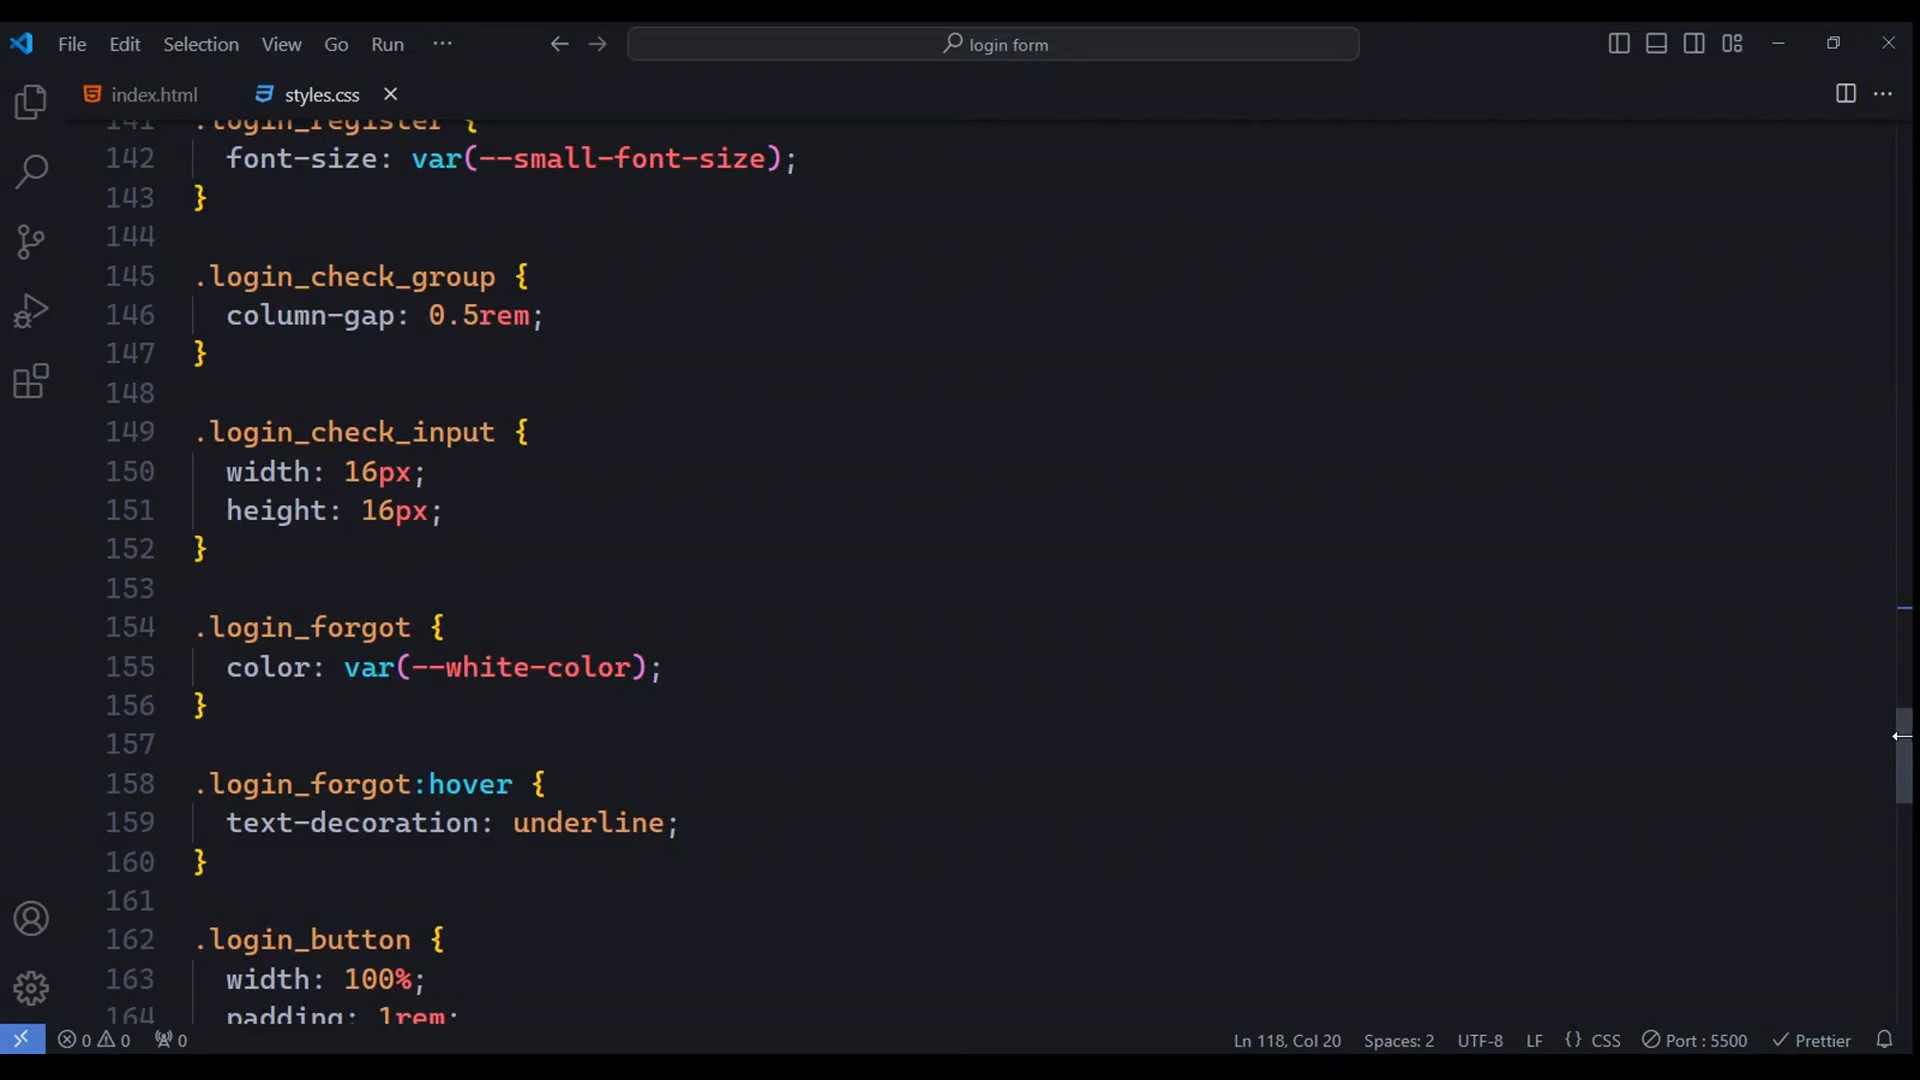 File Edit Selection View Go Run ··· login form
index.html styles.css
141 .login_register {
142 font-size: var(--small-font-size);
143 }
144
145 .login_check_group {
146 column-gap: 0.5rem;
147 }
148
149 .login_check_input {
150 width: 16px;
151 height: 16px;
152 }
153
154 .login_forgot {
155 color: var(--white-color);
156 }
157
158 .login_forgot:hover {
159 text-decoration: underline;
160 }
161
162 .login_button {
163 width: 100%;
164 padding: 1rem;
0 0 0 Ln 118, Col 20 Spaces: 2 UTF-8 LF {} CSS Port : 5500 Prettier